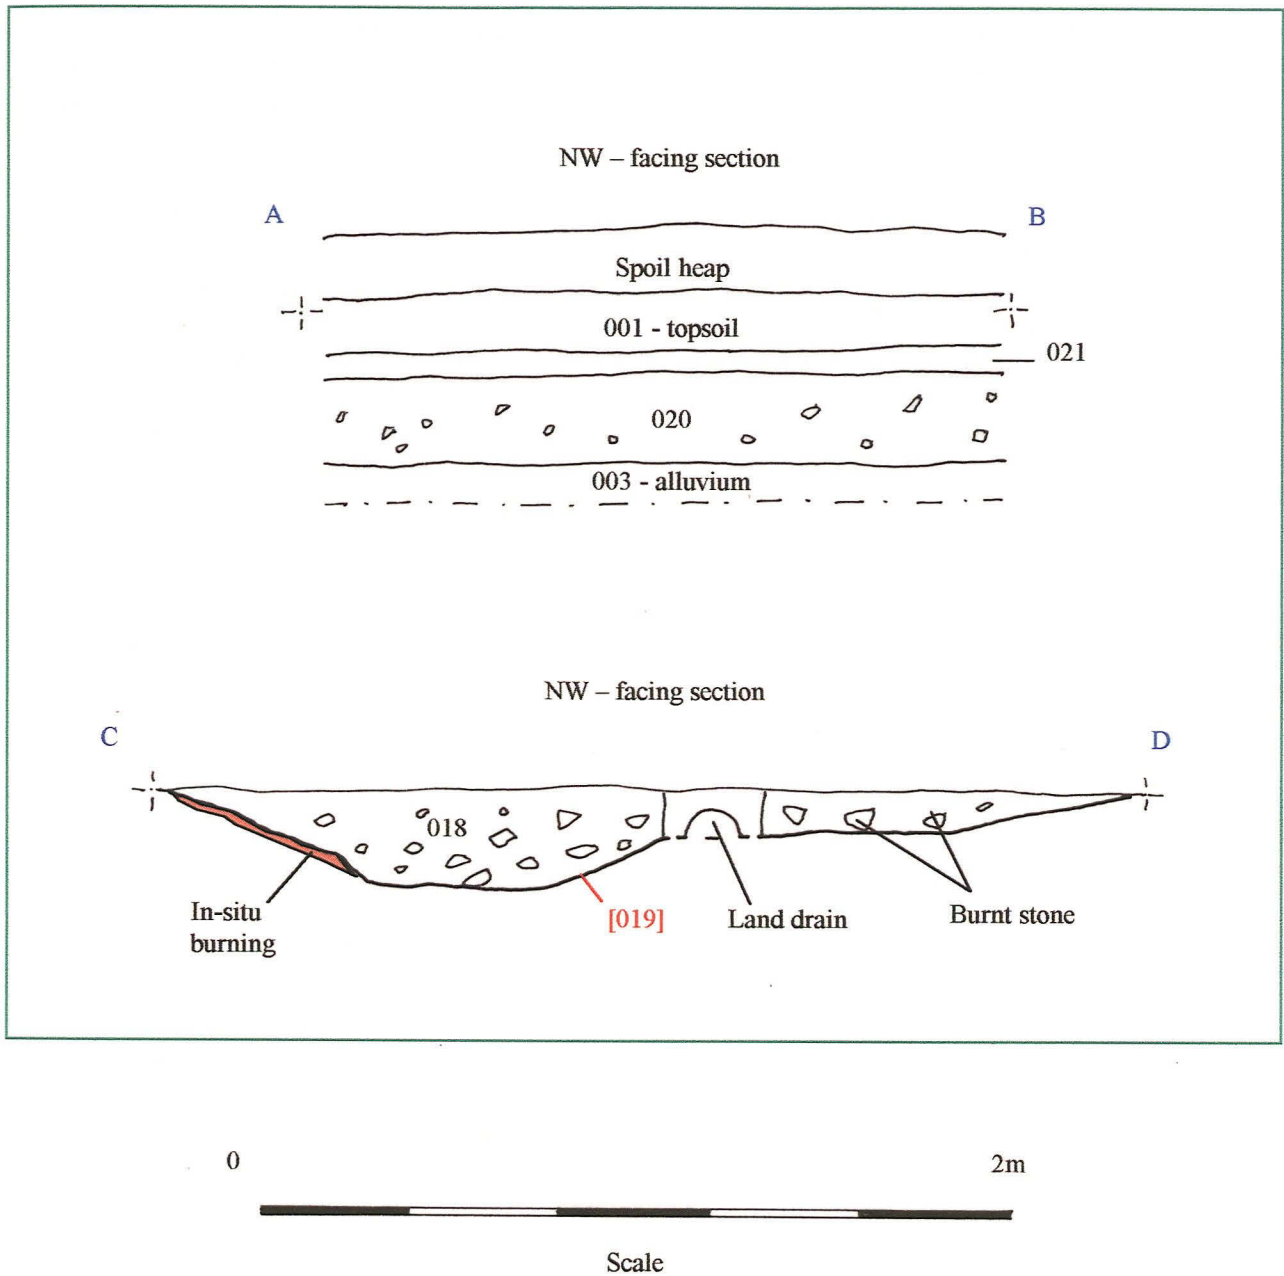 NW – facing section
A
B
Spoil heap
001 - topsoil
021
020
003 - alluvium
NW – facing section
C
D
018
In-situ
burning
[019]
Land drain
Burnt stone
0
2m
Scale